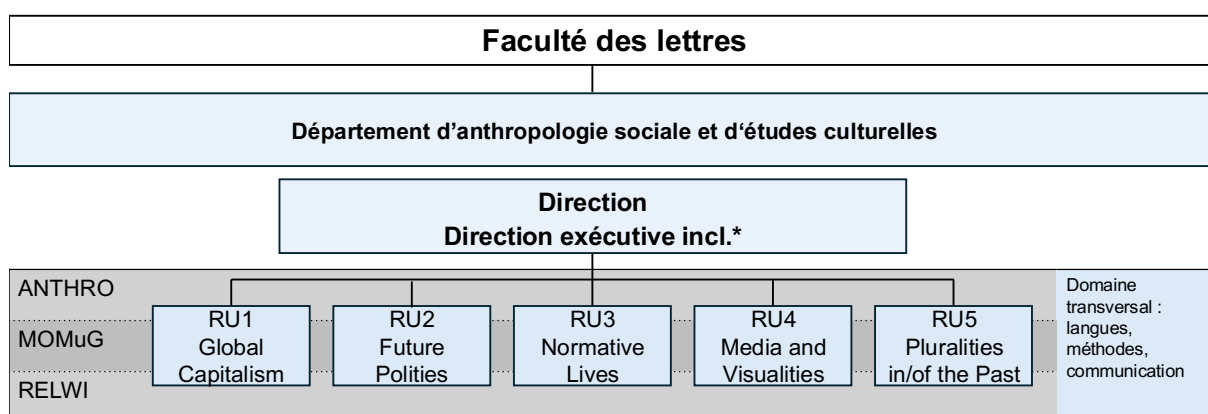 Faculté des lettres
Département d’anthropologie sociale et d‘études culturelles
Direction
Direction exécutive incl.*
ANTHRO
MOMuG
RELWI
RU1
Global
Capitalism
RU2
Future
Polities
RU3
Normative
Lives
RU4
Media and
Visualities
RU5
Pluralities
in/of the Past
Domaine
transversal :
langues,
méthodes,
communication